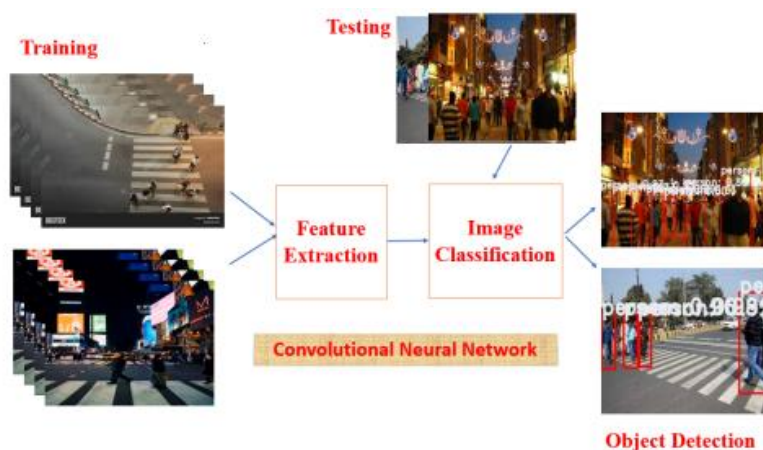 Training
Testing
Feature
Extraction
Image
Classification
Convolutional Neural Network
Object Detection